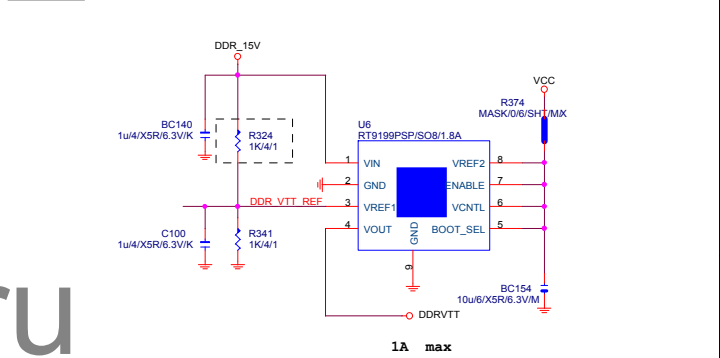 DDR_15V
VCC
R374
MASK/0/6/SHT/M/X
BC140
1u/4/X5R/6.3V/K
R324
1K/4/1
U6
RT9199PSP/SO8/1.8A
1 VIN VREF2 8
2 GND ENABLE 7
DDR_VTT_REF 3 VREF1 VCNTL 6
4 VOUT BOOT_SEL 5
GND
9
C100
1u/4/X5R/6.3V/K
R341
1K/4/1
BC154
10u/6/X5R/6.3V/M
DDRVTT
1A max
ru